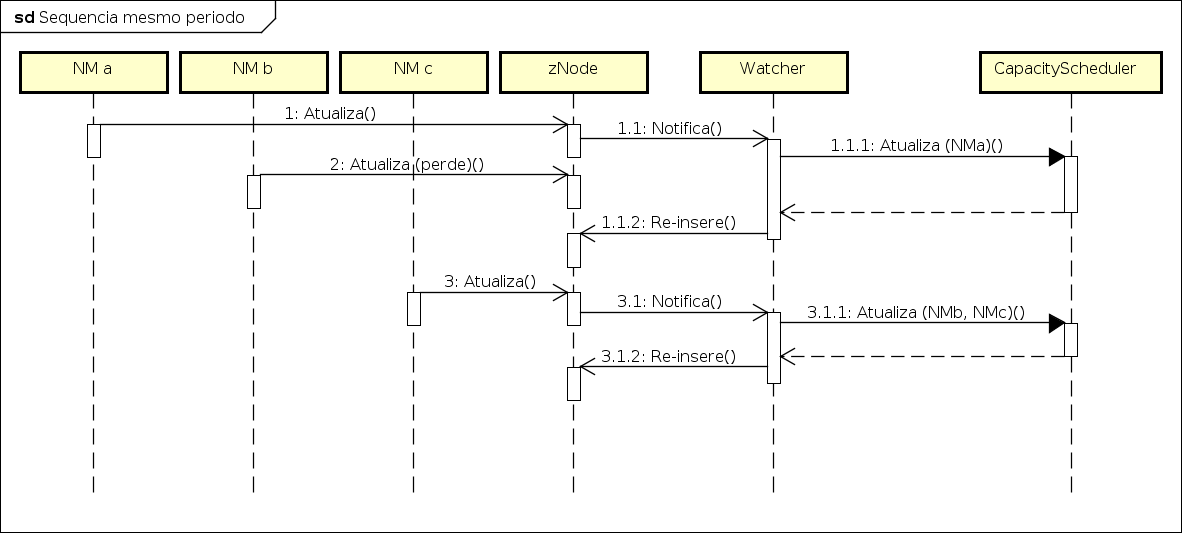 sd Sequencia mesmo periodo
NM a
NM b
NM c
zNode
Watcher
CapacityScheduler
1: Atualiza()
1.1: Notifica()
1.1.1: Atualiza (NMa)()
2: Atualiza (perde)()
1.1.2: Re-insere()
3: Atualiza()
3.1: Notifica()
3.1.1: Atualiza (NMb, NMc)()
3.1.2: Re-insere()